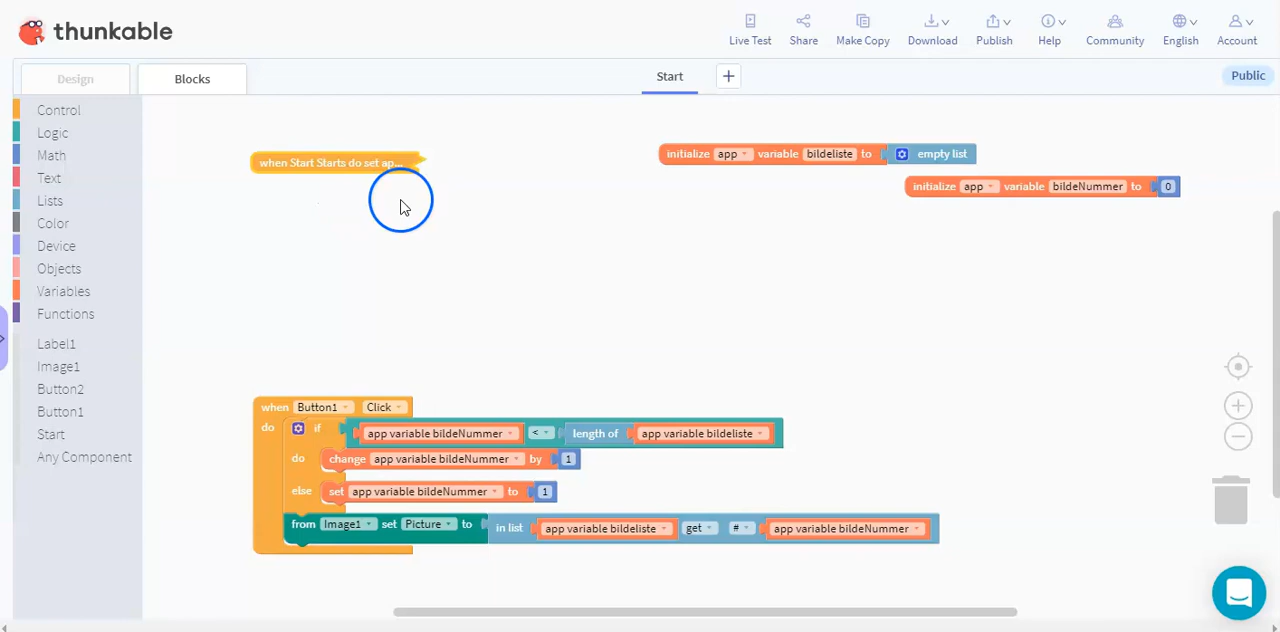 thunkable
Live Test
Share
Make Copy
Download
Publish
Help
Community
English
Account
Design
Blocks
Start
Public
Control
Logic
Math
Text
Lists
Color
Device
Objects
Variables
Functions
Label1
Image1
Button2
Button1
Start
Any Component
when Start Starts do set ap...
initialize app variable bildeliste to empty list
initialize app variable bildeNummer to 0
when Button1 Click
do if app variable bildeNummer < length of app variable bildeliste
do change app variable bildeNummer by 1
else set app variable bildeNummer to 1
from Image1 set Picture to in list app variable bildeliste get # app variable bildeNummer